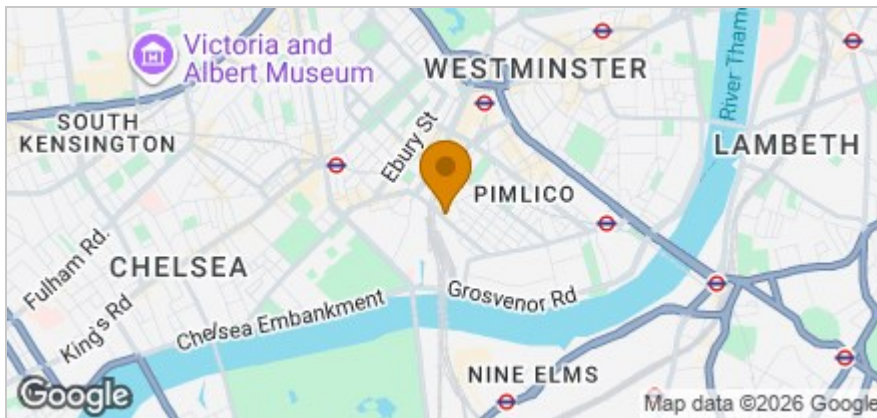 Victoria and
Albert Museum
WESTMINSTER
River Tham
SOUTH
KENSINGTON
Ebury St
LAMBETH
PIMLICO
Fulham Rd.
CHELSEA
King's Rd
Chelsea Embankment
Grosvenor Rd
NINE ELMS
Google
Map data ©2026 Google